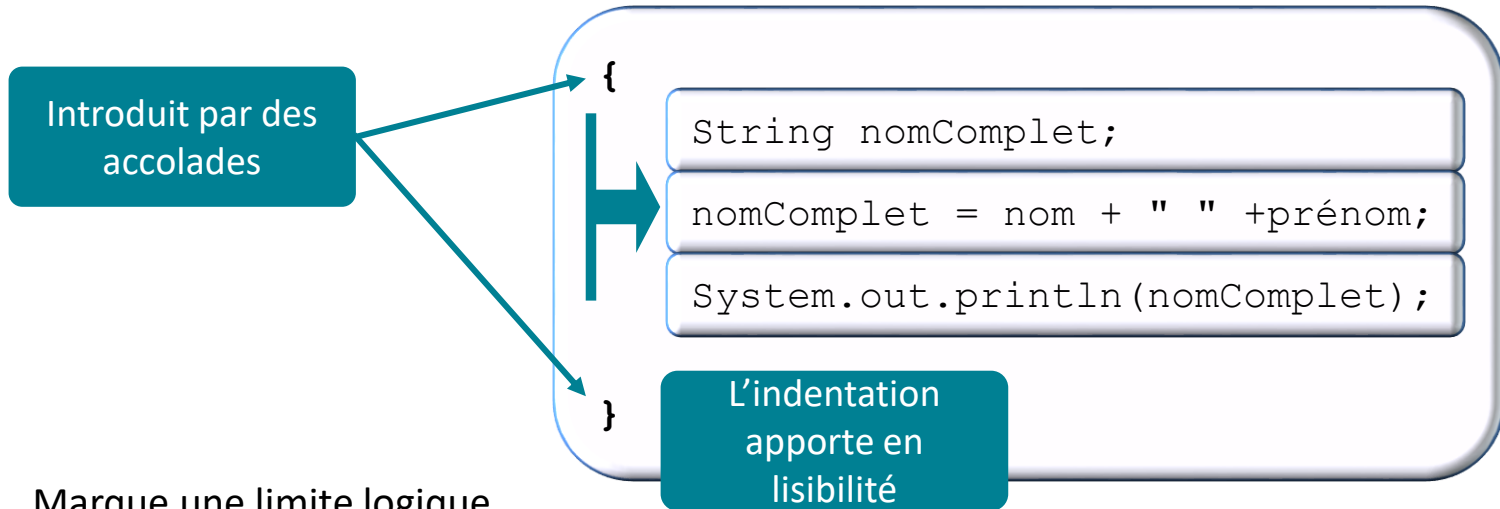 Introduit par des
accolades
{
String nomComplet;
nomComplet = nom + " " +prénom;
System.out.println(nomComplet);
}
L’indentation
apporte en
lisibilité
Marque une limite logique